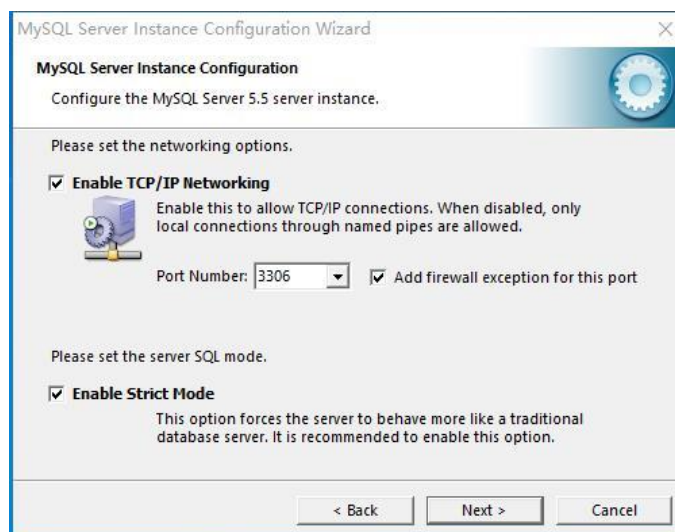 MySQL Server Instance Configuration Wizard
MySQL Server Instance Configuration
Configure the MySQL Server 5.5 server instance.
Please set the networking options.
Enable TCP/IP Networking
Enable this to allow TCP/IP connections. When disabled, only
local connections through named pipes are allowed.
Port Number: 3306 Add firewall exception for this port
Please set the server SQL mode.
Enable Strict Mode
This option forces the server to behave more like a traditional
database server. It is recommended to enable this option.
< Back Next > Cancel